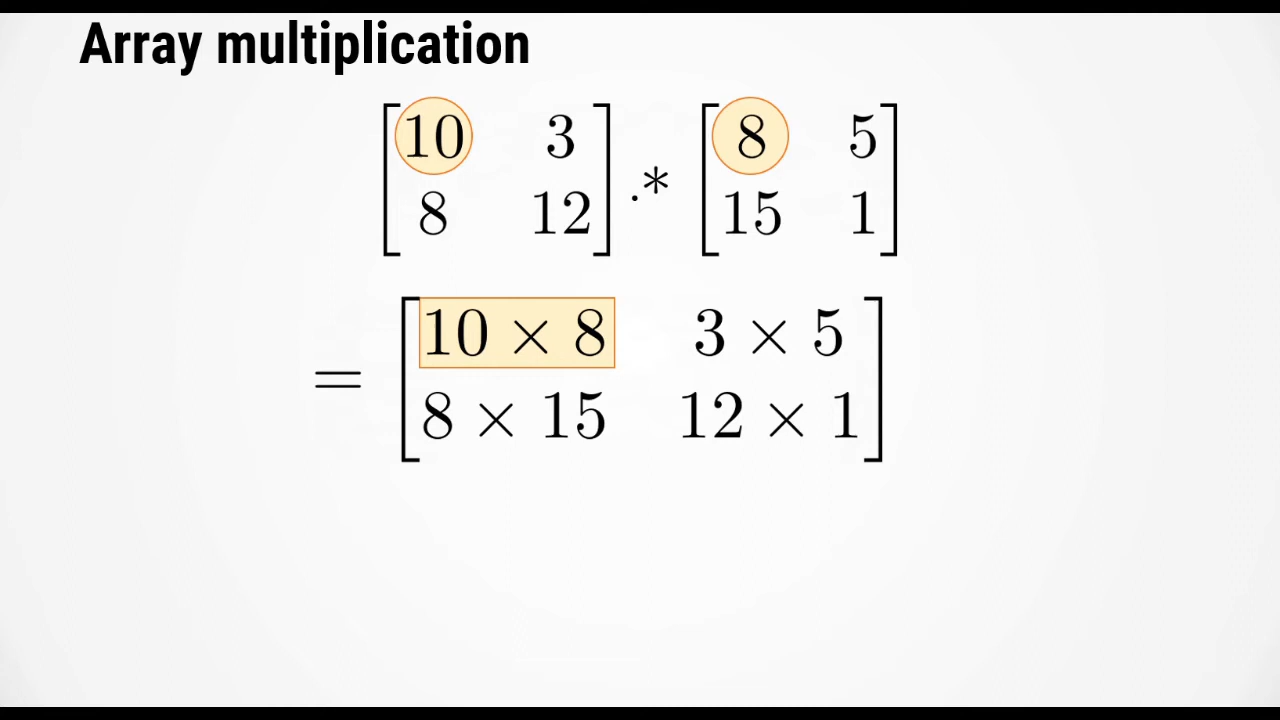 Array multiplication
[10 3] .* [8 5]
[8 12] [15 1]
= [10 × 8 3 × 5]
[8 × 15 12 × 1]